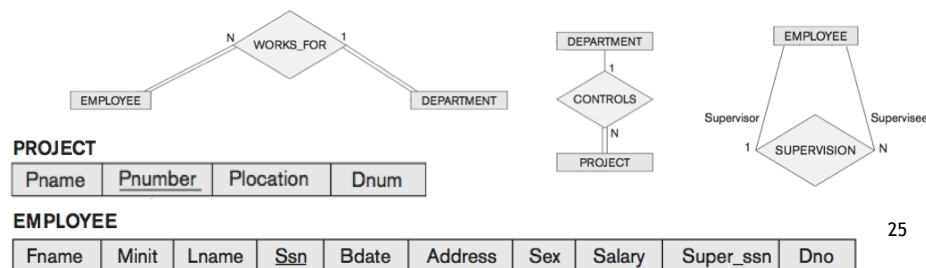 N WORKS_FOR 1
EMPLOYEE DEPARTMENT
DEPARTMENT
1
CONTROLS
N
PROJECT
EMPLOYEE
Supervisor Supervisee
1 SUPERVISION N
PROJECT
Pname Pnumber Plocation Dnum
EMPLOYEE
Fname Minit Lname Ssn Bdate Address Sex Salary Super_ssn Dno
25